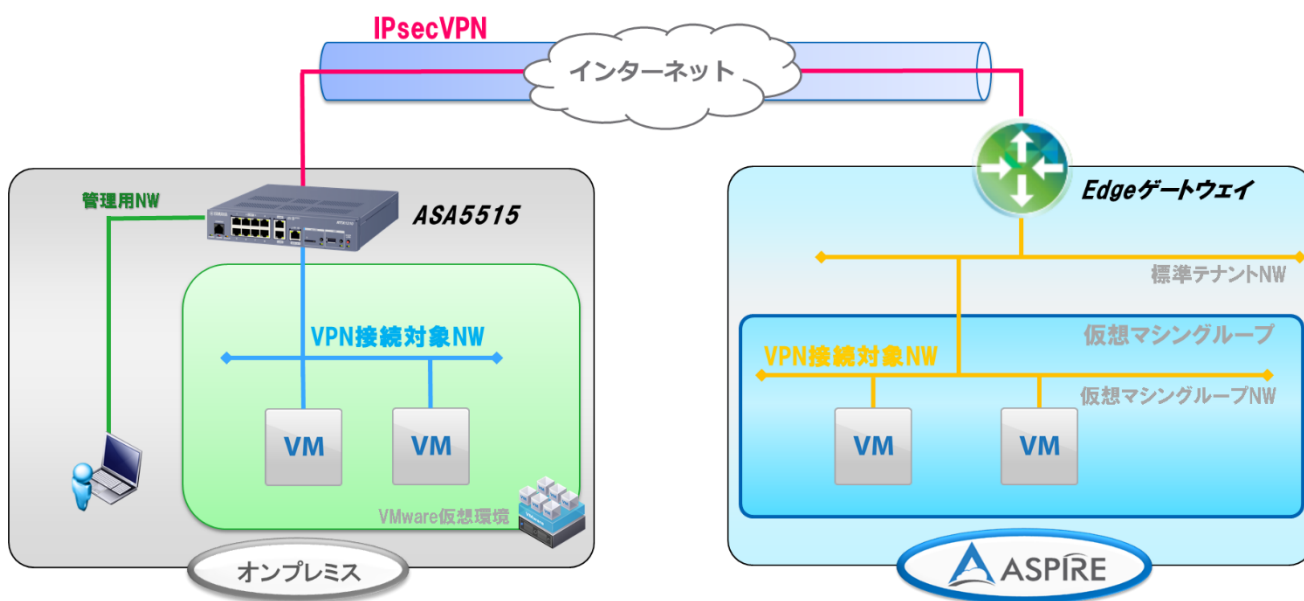 IPsecVPN
インターネット
管理用NW
ASA5515
Edgeゲートウェイ
標準テナントNW
VPN接続対象NW
仮想マシングループ
VPN接続対象NW
仮想マシングループNW
VM
VM
VM
VM
VMware仮想環境
オンプレミス
ASPIRE